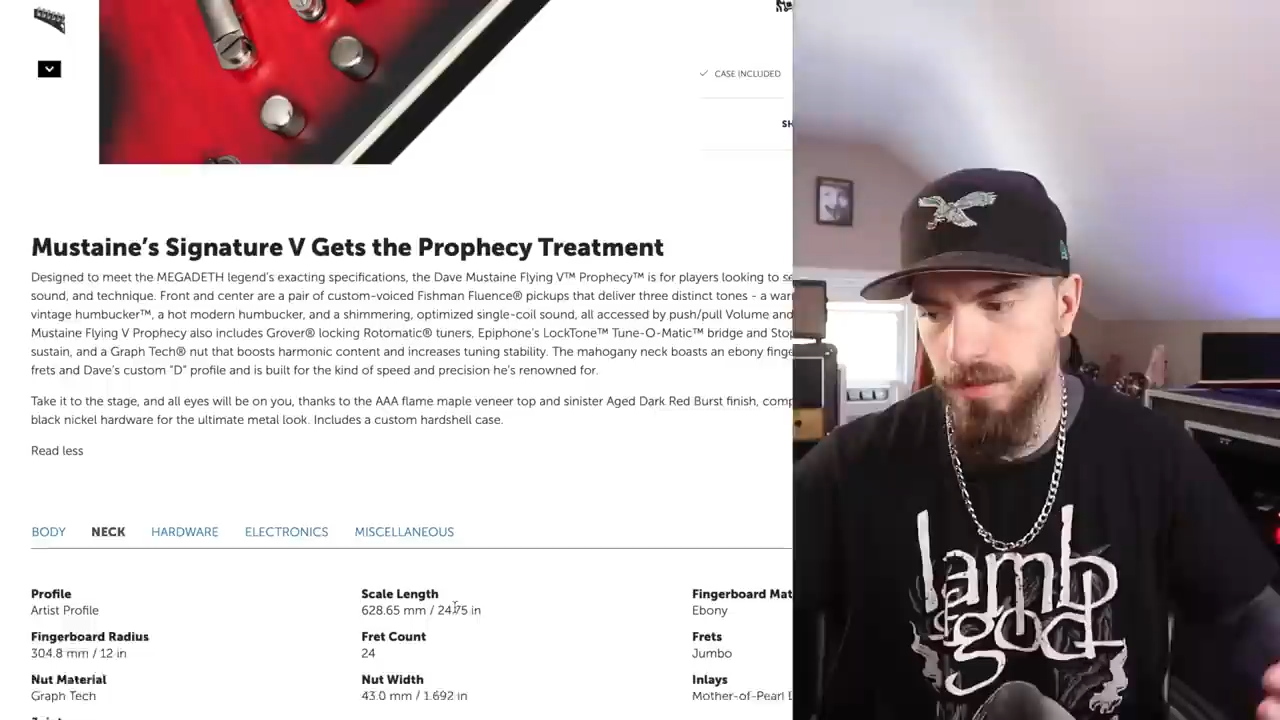 CASE INCLUDED
SH
Mustaine's Signature V Gets the Prophecy Treatment
Designed to meet the MEGADETH legend's exacting specifications, the Dave Mustaine Flying V™ Prophecy™ is for players looking to se
sound, and technique. Front and center are a pair of custom-voiced Fishman Fluence® pickups that deliver three distinct tones - a war
vintage humbucker™, a hot modern humbucker, and a shimmering, optimized single-coil sound, all accessed by push/pull Volume and
Mustaine Flying V Prophecy also includes Grover® locking Rotomatic® tuners, Epiphone's LockTone™ Tune-O-Matic™ bridge and Stop
sustain, and a Graph Tech® nut that boosts harmonic content and increases tuning stability. The mahogany neck boasts an ebony finge
frets and Dave's custom "D" profile and is built for the kind of speed and precision he's renowned for.
Take it to the stage, and all eyes will be on you, thanks to the AAA flame maple veneer top and sinister Aged Dark Red Burst finish, comp
black nickel hardware for the ultimate metal look. Includes a custom hardshell case.
Read less
BODY NECK HARDWARE ELECTRONICS MISCELLANEOUS
Profile Scale Length Fingerboard Mat
Artist Profile 628.65 mm / 24.75 in Ebony
Fingerboard Radius Fret Count Frets
304.8 mm / 12 in 24 Jumbo
Nut Material Nut Width Inlays
Graph Tech 43.0 mm / 1.692 in Mother-of-Pearl
lamb
of
god